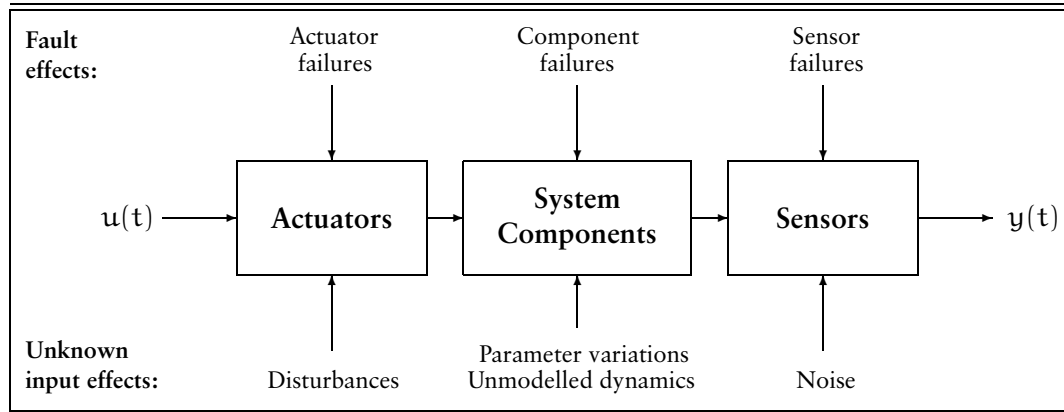 Fault
effects:
Actuator
failures
Component
failures
Sensor
failures
u(t)
Actuators
System
Components
Sensors
y(t)
Unknown
input effects:
Disturbances
Parameter variations
Unmodelled dynamics
Noise